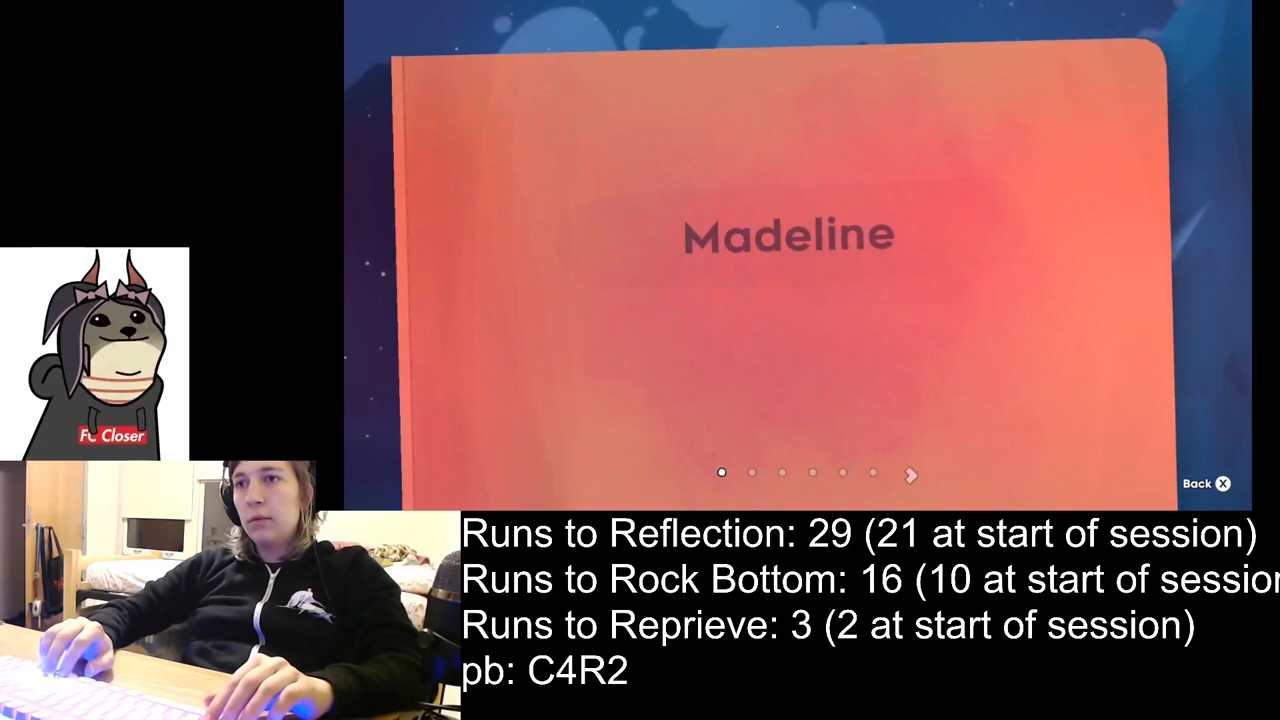 Madeline
Back X
FC Closer
Runs to Reflection: 29 (21 at start of session)
Runs to Rock Bottom: 16 (10 at start of session
Runs to Reprieve: 3 (2 at start of session)
pb: C4R2